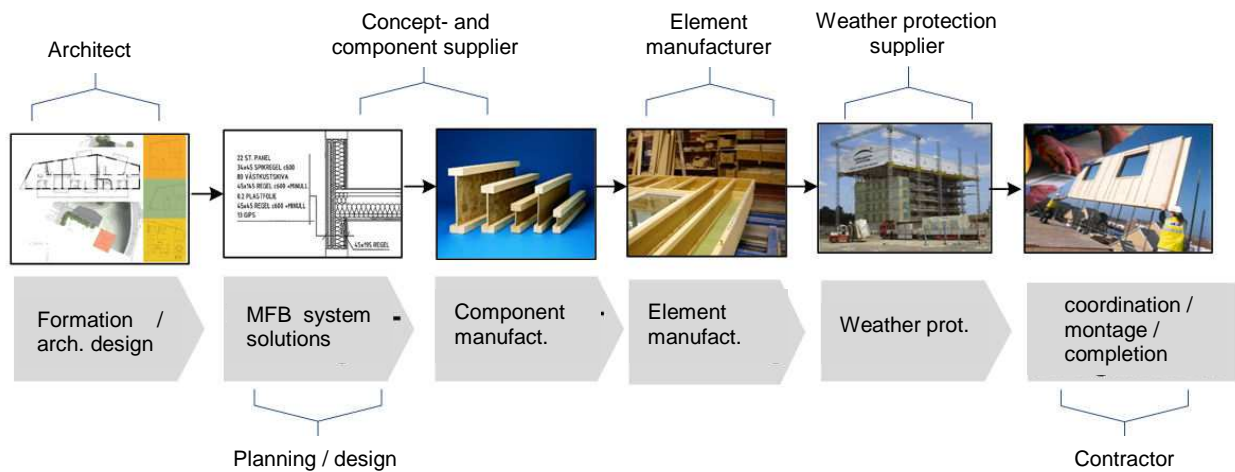 Architect
Concept- and
component supplier
Element
manufacturer
Weather protection
supplier
22 ST. PANEL
34x45 SPIKREGEL c600
80 VÄSTKUSTSKIVA
45x145 REGEL c600 +MINULL
0.2 PLASTFOLIE
45x45 REGEL c600 +MINULL
13 GIPS
45x195 REGEL
Formation /
arch. design
MFB system -
solutions
Component
manufact.
Element
manufact.
Weather prot.
coordination /
montage /
completion
Planning / design
Contractor